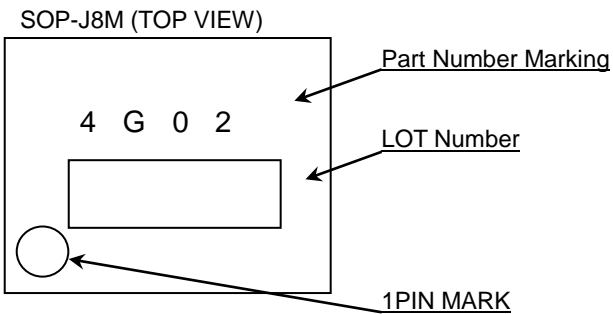 SOP-J8M (TOP VIEW)
Part Number Marking
4 G 0 2
LOT Number
1PIN MARK